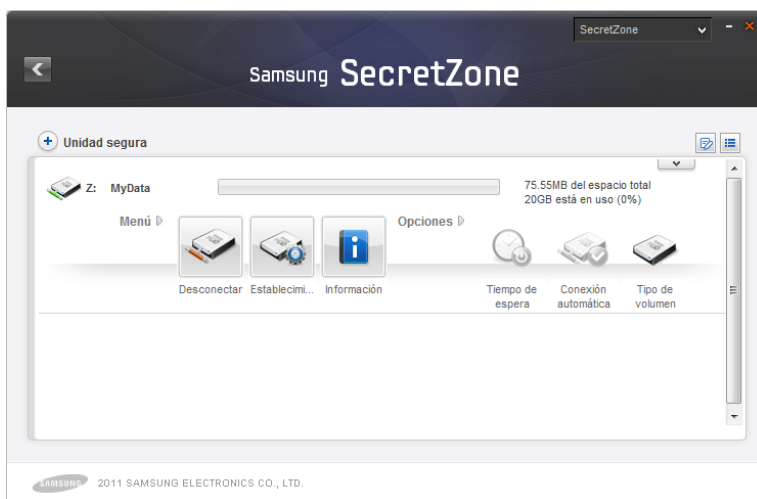 SecretZone
Samsung SecretZone
Unidad segura
Z: MyData
75.55MB del espacio total
20GB está en uso (0%)
Menú
Opciones
Desconectar
Establecimi...
Información
Tiempo de espera
Conexión automática
Tipo de volumen
SAMSUNG
2011 SAMSUNG ELECTRONICS CO., LTD.